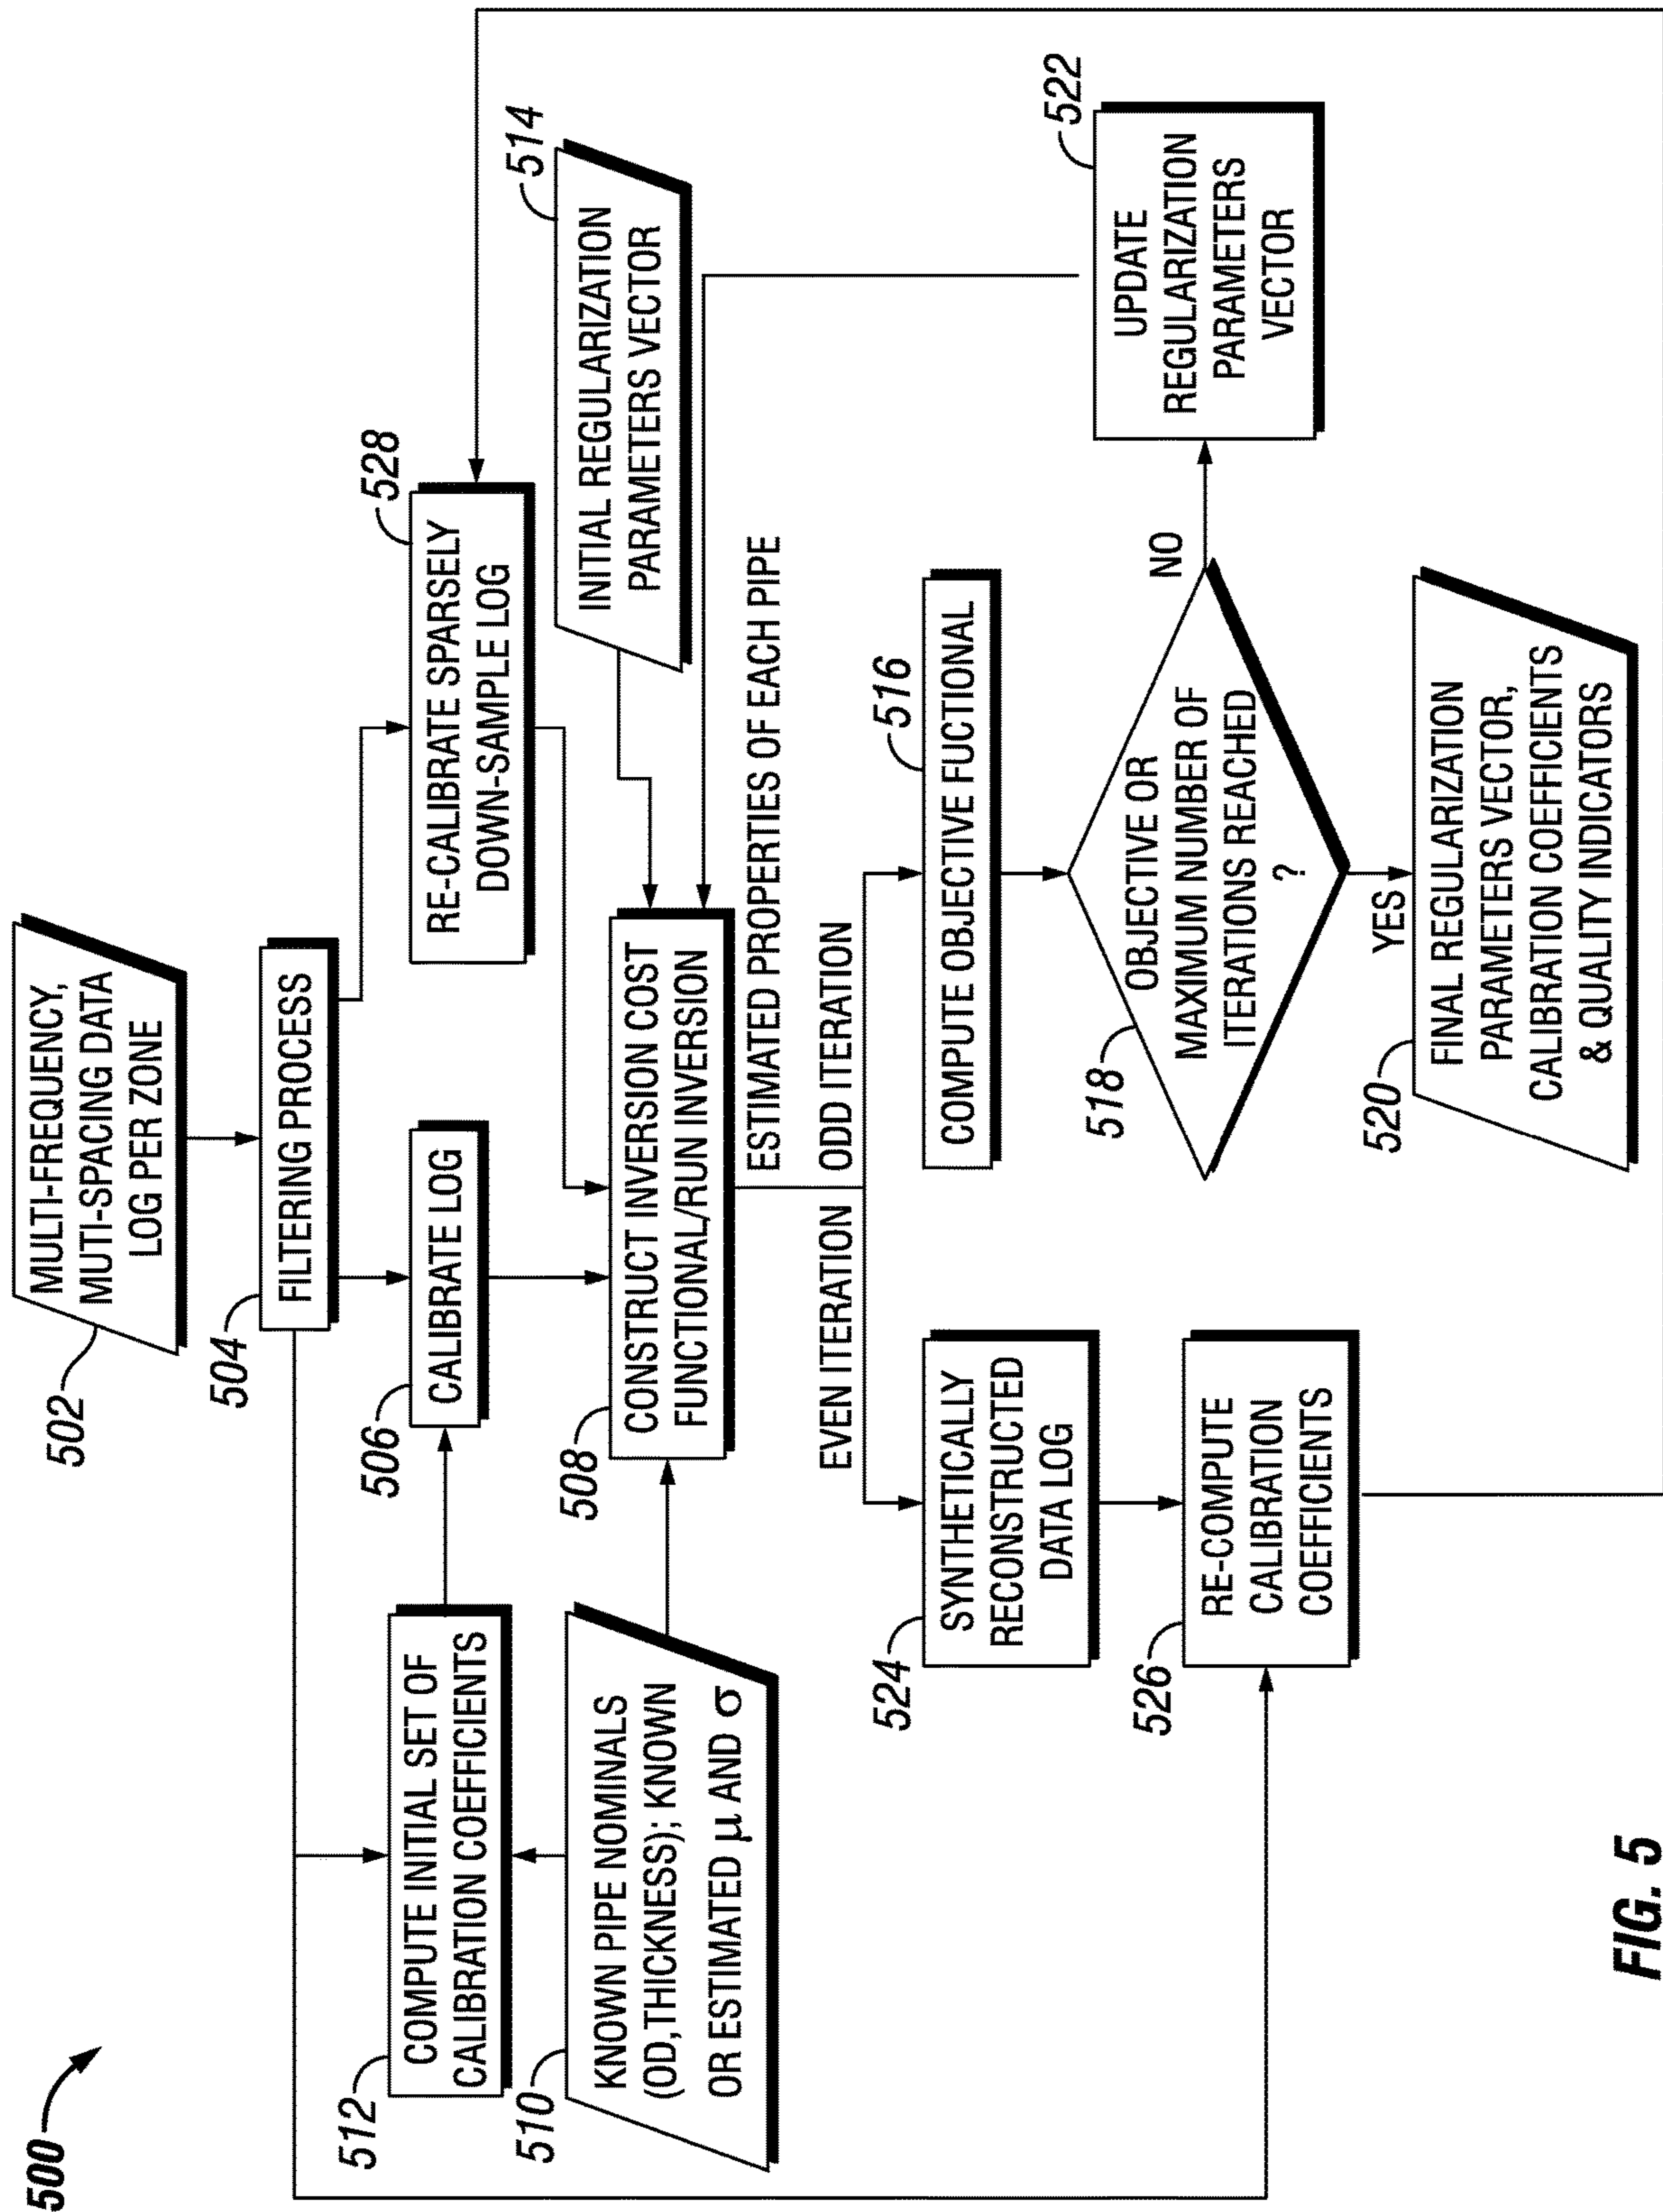 500
MULTI-FREQUENCY,
MUTI-SPACING DATA
LOG PER ZONE
502
504
FILTERING PROCESS
512
COMPUTE INITIAL SET OF
CALIBRATION COEFFICIENTS
506
CALIBRATE LOG
528
RE-CALIBRATE SPARSELY
DOWN-SAMPLE LOG
510
KNOWN PIPE NOMINALS
(OD,THICKNESS); KNOWN
OR ESTIMATED μ AND σ
508
CONSTRUCT INVERSION COST
FUNCTIONAL/RUN INVERSION
514
INITIAL REGULARIZATION
PARAMETERS VECTOR
ESTIMATED PROPERTIES OF EACH PIPE
EVEN ITERATION
ODD ITERATION
524
SYNTHETICALLY
RECONSTRUCTED
DATA LOG
516
COMPUTE OBJECTIVE FUCTIONAL
526
RE-COMPUTE
CALIBRATION
COEFFICIENTS
518
OBJECTIVE OR
MAXIMUM NUMBER OF
ITERATIONS REACHED
?
NO
522
UPDATE
REGULARIZATION
PARAMETERS
VECTOR
YES
520
FINAL REGULARIZATION
PARAMETERS VECTOR,
CALIBRATION COEFFICIENTS
& QUALITY INDICATORS
FIG. 5